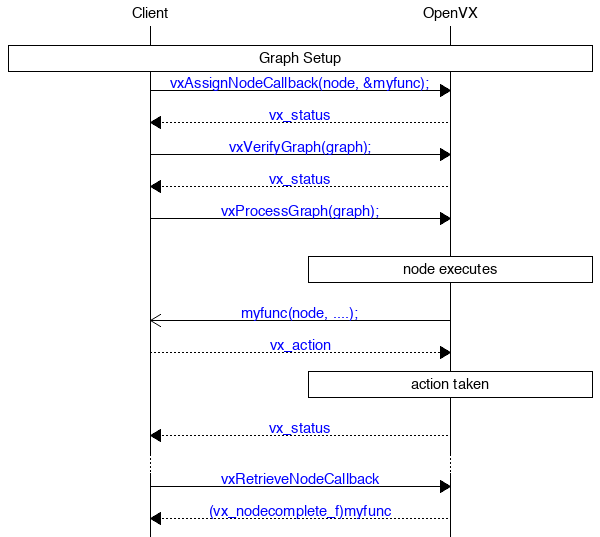 Client
OpenVX
Graph Setup
vxAssignNodeCallback(node, &myfunc);
vx_status
vxVerifyGraph(graph);
vx_status
vxProcessGraph(graph);
node executes
myfunc(node, ....);
vx_action
action taken
vx_status
vxRetrieveNodeCallback
(vx_nodecomplete_f)myfunc